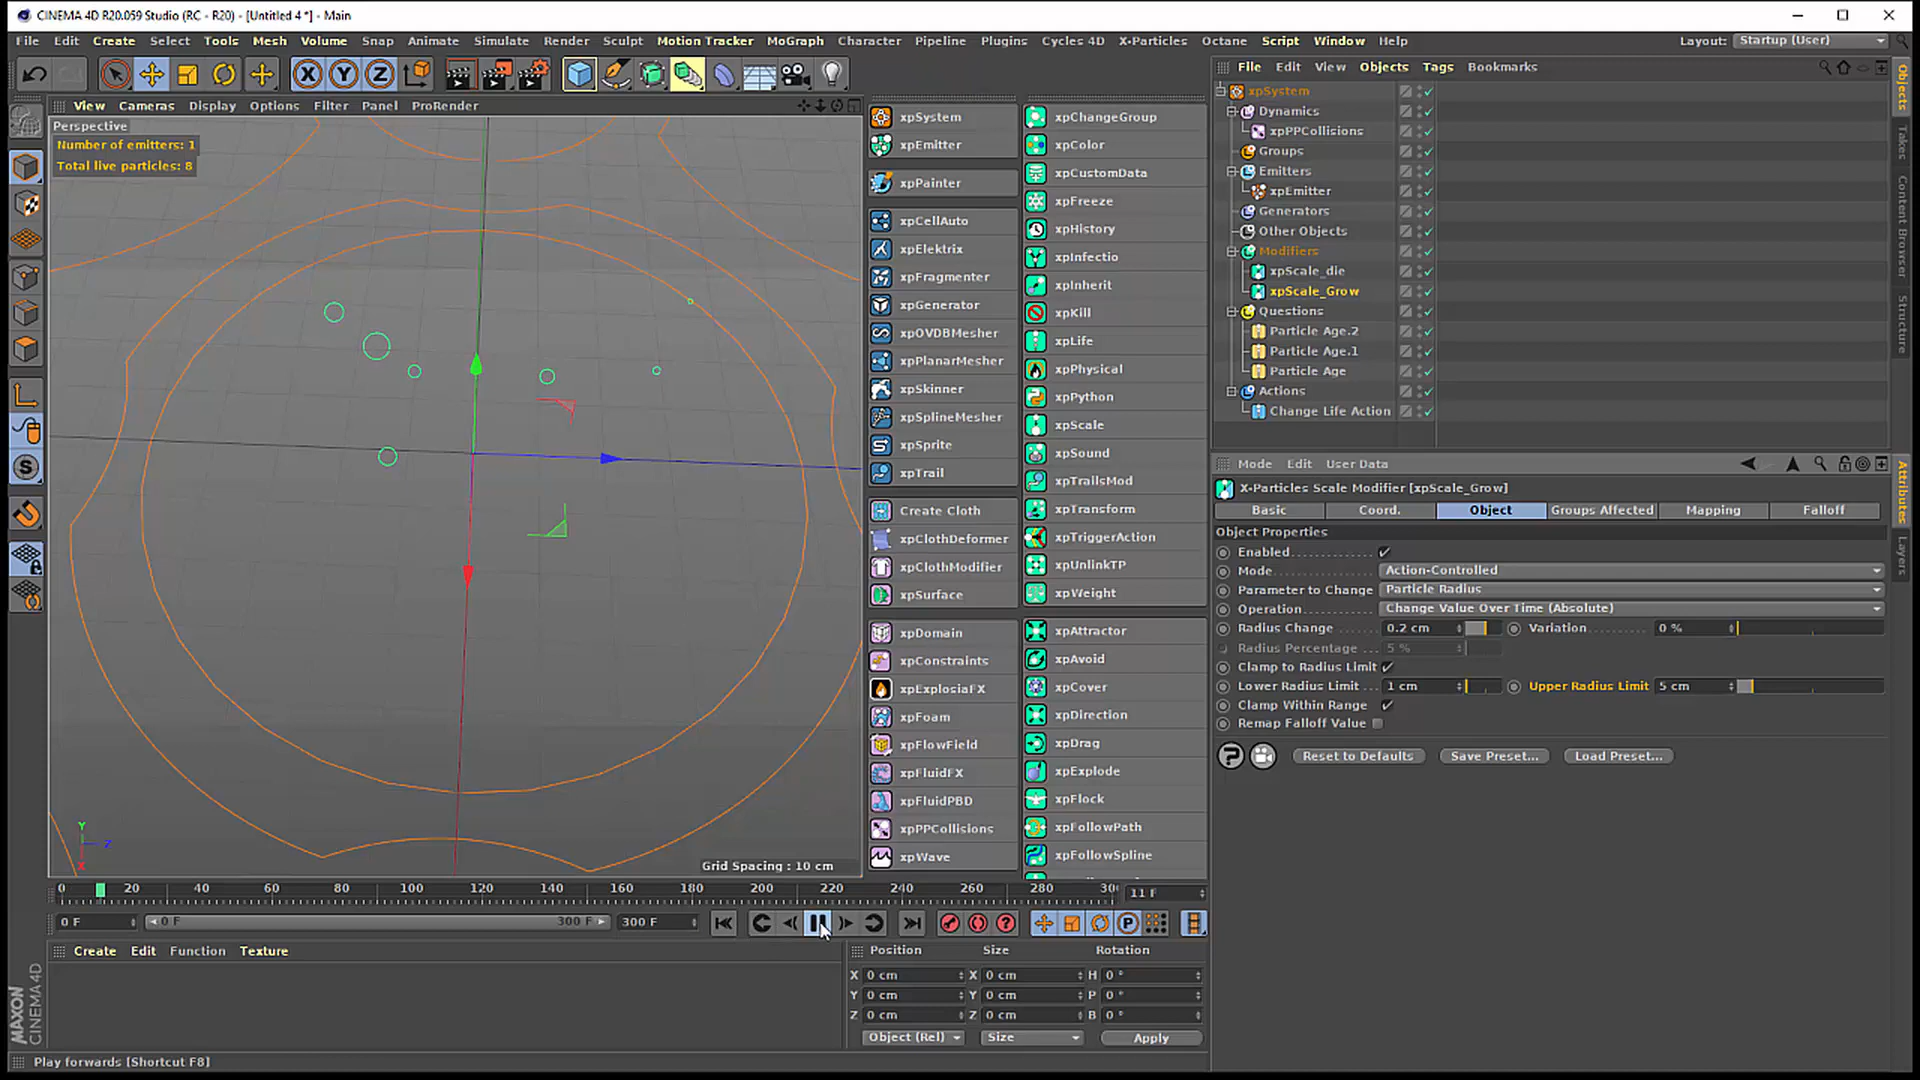 CINEMA 4D R20.059 Studio (RC - R20) - [Untitled 4 *] - Main
File Edit Create Select Tools Mesh Volume Snap Animate Simulate Render Sculpt Motion Tracker MoGraph Character Pipeline Plugins Cycles 4D X-Particles Octane Script Window Help Layout: Startup (User)
X Y Z
File Edit View Objects Tags Bookmarks
View Cameras Display Options Filter Panel ProRender
Perspective
Number of emitters: 1
Total live particles: 8
Grid Spacing : 10 cm
Y
Z
X
S
xpSystem
xpEmitter
xpPainter
xpCellAuto
xpElektrix
xpFragmenter
xpGenerator
xpOVDBMesher
xpPlanarMesher
xpSkinner
xpSplineMesher
xpSprite
xpTrail
Create Cloth
xpClothDeformer
xpClothModifier
xpSurface
xpDomain
xpConstraints
xpExplosiaFX
xpFoam
xpFlowField
xpFluidFX
xpFluidPBD
xpPPCollisions
xpWave
xpChangeGroup
xpColor
xpCustomData
xpFreeze
xpHistory
xpInfectio
xpInherit
xpKill
xpLife
xpPhysical
xpPython
xpScale
xpSound
xpTrailsMod
xpTransform
xpTriggerAction
xpUnlinkTP
xpWeight
xpAttractor
xpAvoid
xpCover
xpDirection
xpDrag
xpExplode
xpFlock
xpFollowPath
xpFollowSpline
xpSystem
Dynamics
xpPPCollisions
Groups
Emitters
xpEmitter
Generators
Other Objects
Modifiers
xpScale_die
xpScale_Grow
Questions
Particle Age.2
Particle Age.1
Particle Age
Actions
Change Life Action
Objects
Takes
Content Browser
Structure
Mode Edit User Data
X-Particles Scale Modifier [xpScale_Grow]
Basic Coord. Object Groups Affected Mapping Falloff
Object Properties
Enabled
Mode Action-Controlled
Parameter to Change Particle Radius
Operation Change Value Over Time (Absolute)
Radius Change 0.2 cm Variation 0 %
Radius Percentage 5 %
Clamp to Radius Limit
Lower Radius Limit 1 cm Upper Radius Limit 5 cm
Clamp Within Range
Remap Falloff Value
Reset to Defaults Save Preset... Load Preset...
Attributes
Layers
0 20 40 60 80 100 120 140 160 180 200 220 240 260 280 30 11 F
0 F 0 F 300 F 300 F P
Create Edit Function Texture
Position Size Rotation
X 0 cm X 0 cm H 0 °
Y 0 cm Y 0 cm P 0 °
Z 0 cm Z 0 cm B 0 °
Object (Rel) Size Apply
MAXON
CINEMA 4D
Play forwards [Shortcut F8]